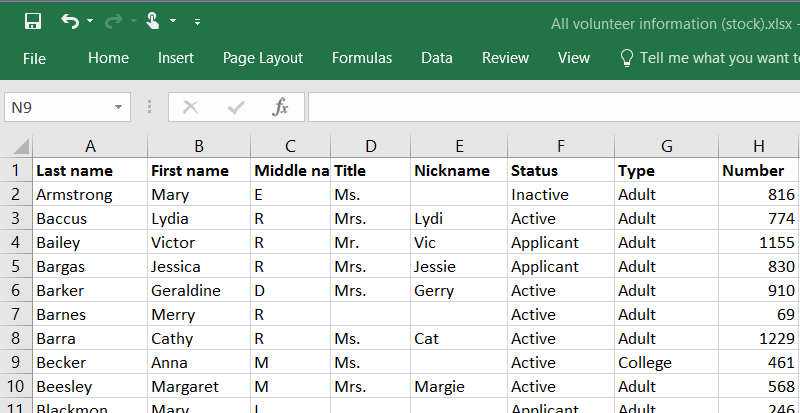 All volunteer information (stock).xlsx -
File Home Insert Page Layout Formulas Data Review View Tell me what you want t
N9 fx
A B C D E F G H
1 Last name First name Middle na Title Nickname Status Type Number
2 Armstrong Mary E Ms. Inactive Adult 816
3 Baccus Lydia R Mrs. Lydi Active Adult 774
4 Bailey Victor R Mr. Vic Applicant Adult 1155
5 Bargas Jessica R Mrs. Jessie Applicant Adult 830
6 Barker Geraldine D Mrs. Gerry Active Adult 910
7 Barnes Merry R Active Adult 69
8 Barra Cathy R Ms. Cat Active Adult 1229
9 Becker Anna M Ms. Active College 461
10 Beesley Margaret M Mrs. Margie Active Adult 568
11 Blackmon Mary Applicant Adult 246